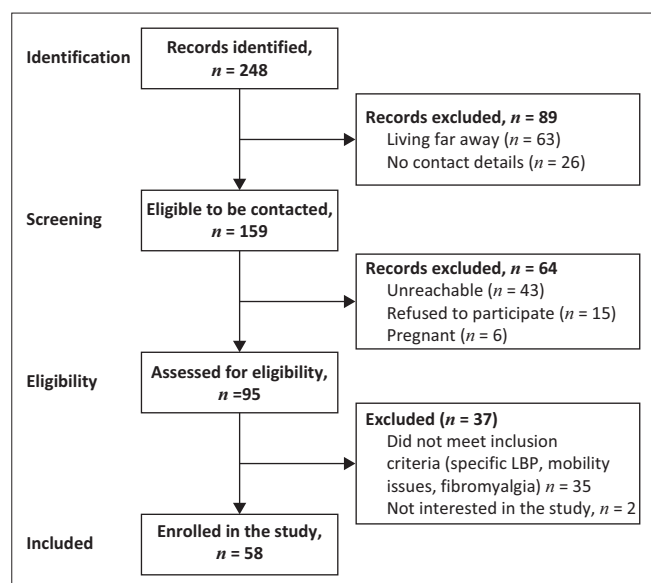 Identification
Records identified,
n = 248
Records excluded, n = 89
Living far away (n = 63)
No contact details (n = 26)
Screening
Eligible to be contacted,
n = 159
Records excluded, n = 64
Unreachable (n = 43)
Refused to participate (n = 15)
Pregnant (n = 6)
Eligibility
Assessed for eligibility,
n =95
Excluded (n = 37)
Did not meet inclusion
criteria (specific LBP, mobility
issues, fibromyalgia) n = 35
Not interested in the study, n = 2
Included
Enrolled in the study,
n = 58